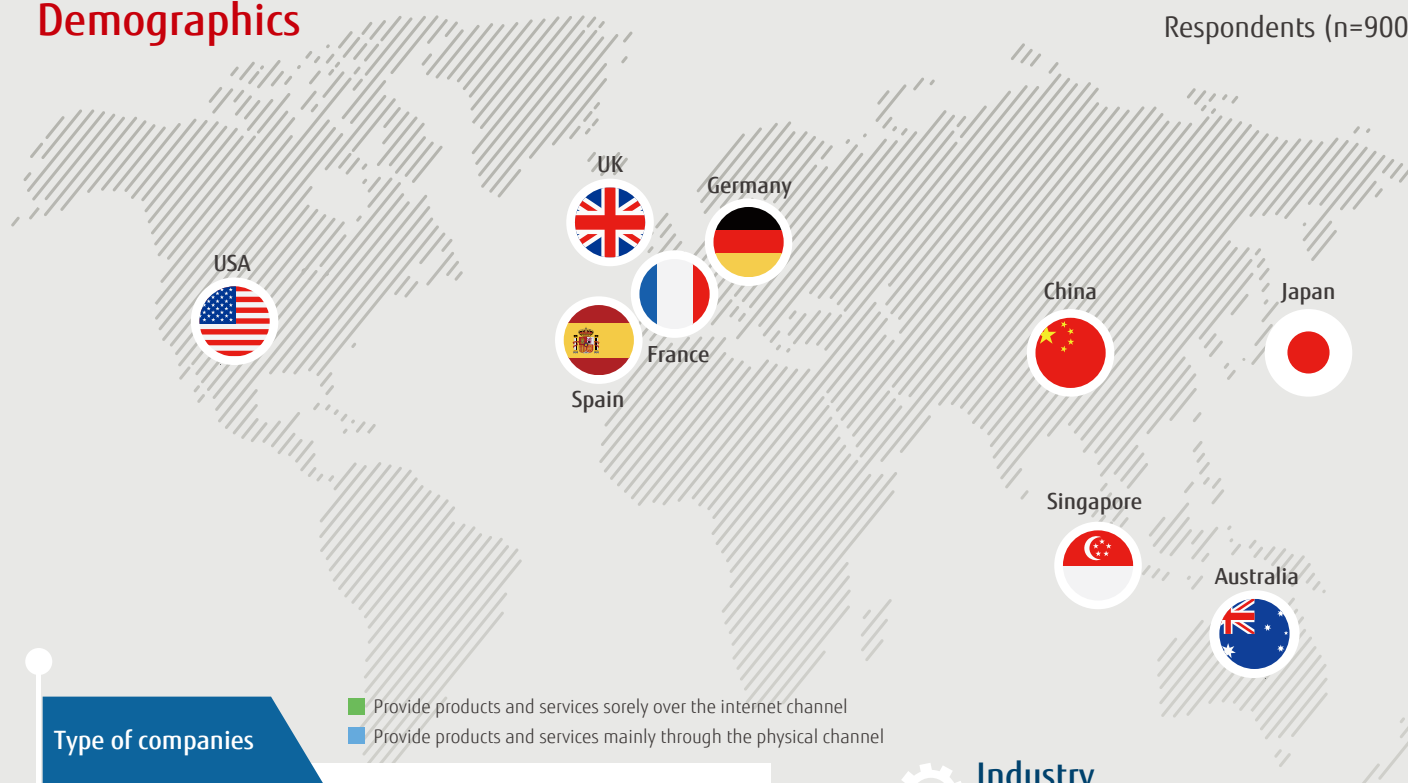 Demographics
Respondents (n=900
UK
Germany
USA
China
Japan
France
Spain
Singapore
Australia
Provide products and services sorely over the internet channel
Provide products and services mainly through the physical channel
Type of companies
Industry